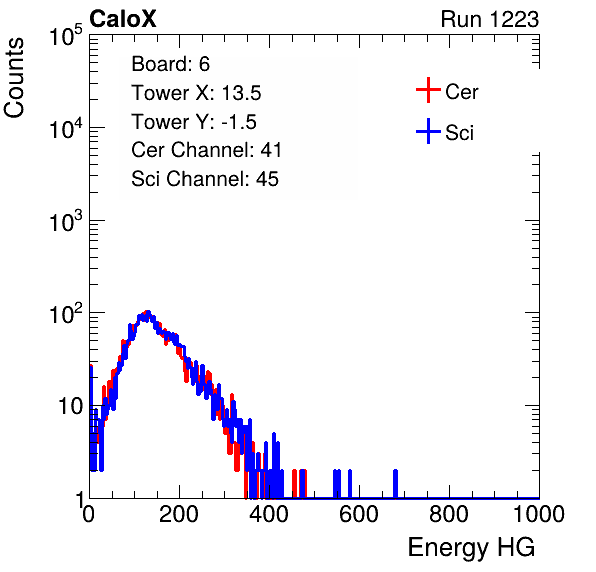 CaloX Run 1223
Counts
10^5
10^4
10^3
10^2
10
1
Board: 6
Tower X: 13.5
Tower Y: -1.5
Cer Channel: 41
Sci Channel: 45
Cer
Sci
0 200 400 600 800 1000
Energy HG